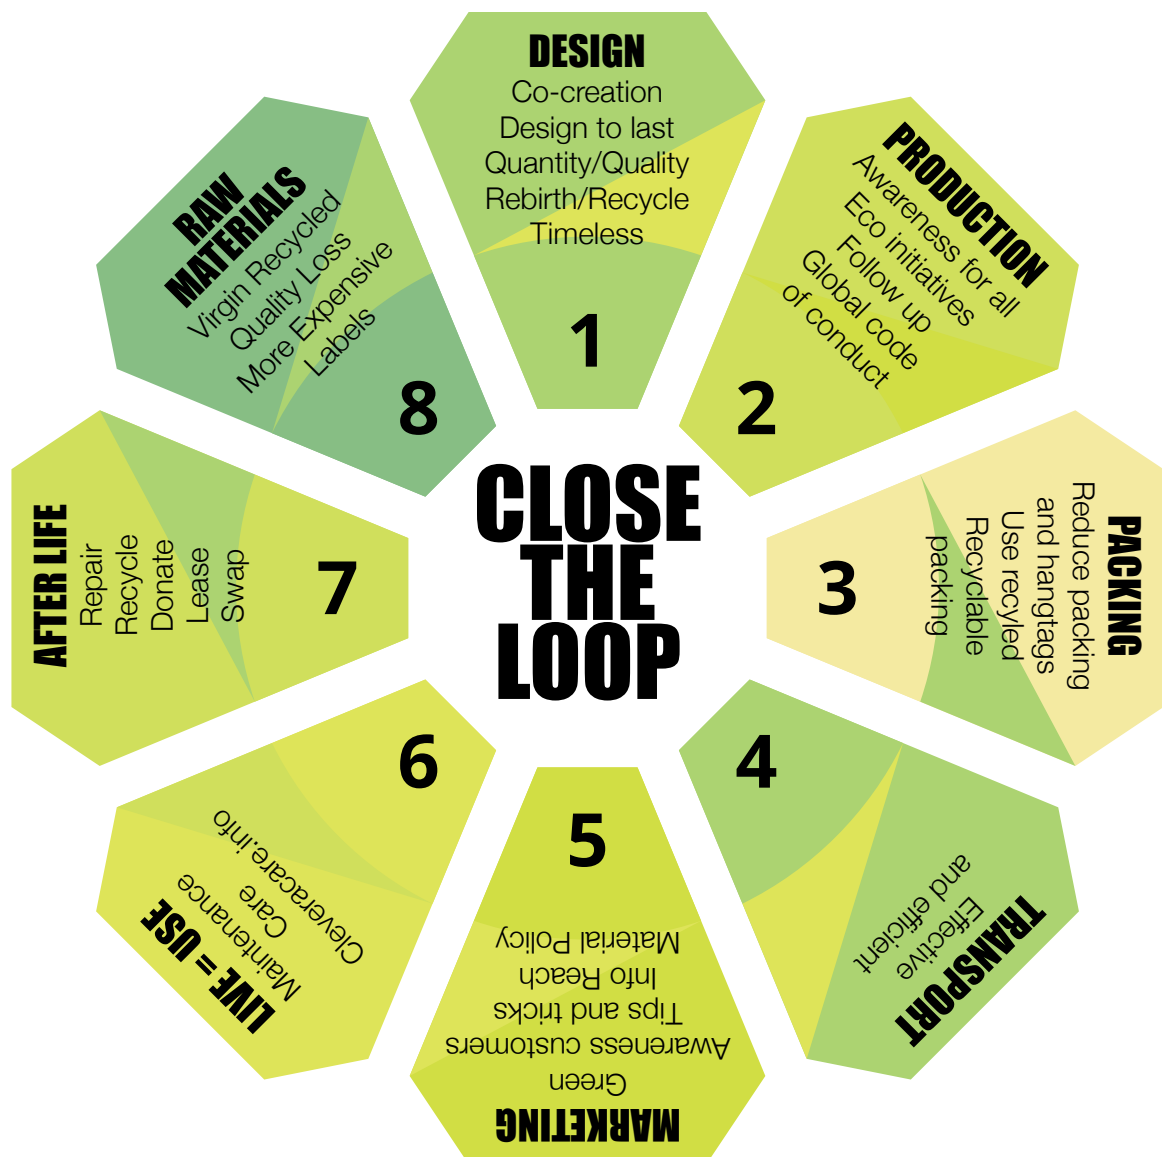 CLOSE
THE
LOOP
DESIGN
Co-creation
Design to last
Quantity/Quality
Rebirth/Recycle
Timeless
1
PRODUCTION
Awareness for all
Eco initiatives
Follow up
Global code
of conduct
2
PACKING
Reduce packing
and hangtags
Use recyled
Recyclable
packing
3
TRANSPORT
Effective
and efficient
4
MARKETING
Green
Awareness customers
Tips and tricks
Info Reach
Material Policy
5
LIVE = USE
Maintenance
Care
Cleveracare.info
6
AFTER LIFE
Repair
Recycle
Donate
Lease
Swap
7
RAW
MATERIALS
Virgin Recycled
Quality Loss
More Expensive
Labels
8